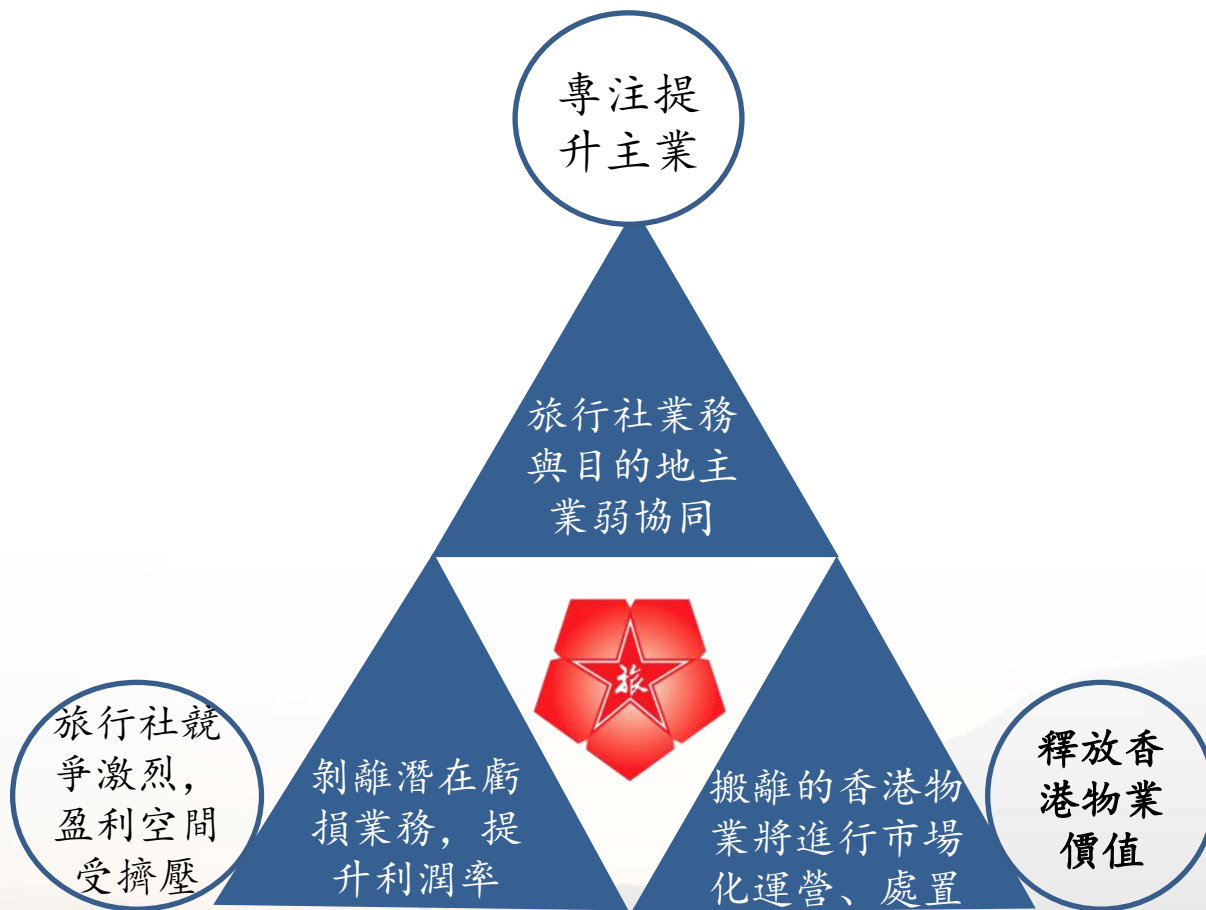 專注提
升主業
旅行社業務
與目的地主
業弱協同
旅
旅行社競
爭激烈，
盈利空間
受擠壓
剝離潛在虧
損業務，提
升利潤率
搬離的香港物
業將進行市場
化運營、處置
釋放香
港物業
價值